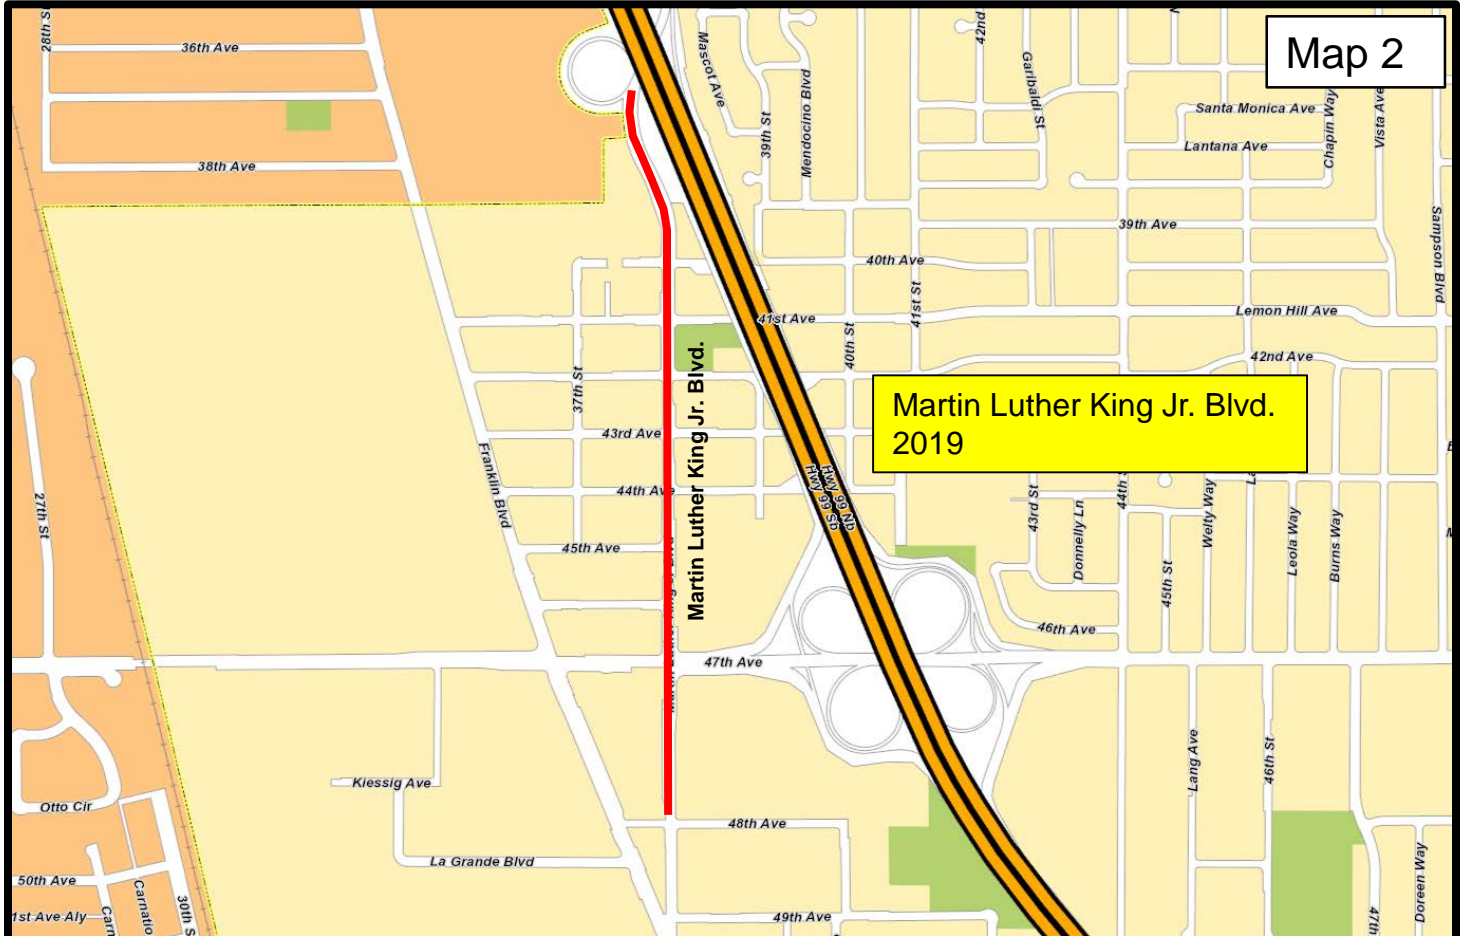 Map 2
28th St
36th Ave
38th Ave
Mascot Ave
39th St
Mendocino Blvd
42nd
Garibaldi St
Santa Monica Ave
Lantana Ave
Chapin Way
Vista Ave
Sampson Blvd
39th Ave
40th Ave
41st St
41st Ave
40th St
Lemon Hill Ave
42nd Ave
37th St
Martin Luther King Jr. Blvd.
Martin Luther King Jr. Blvd.
2019
43rd Ave
Franklin Blvd
44th Ave
Hwy 99 Sb
Hwy 99 Nb
27th St
45th Ave
43rd St
Donnelly Ln
44th
45th St
Welty Way
Leola Way
Burns Way
46th Ave
47th Ave
Kiessig Ave
Otto Cir
48th Ave
La Grande Blvd
Lang Ave
46th St
50th Ave
1st Ave Aly
Carn
Carnatio
30th S
49th Ave
47th
Doreen Way